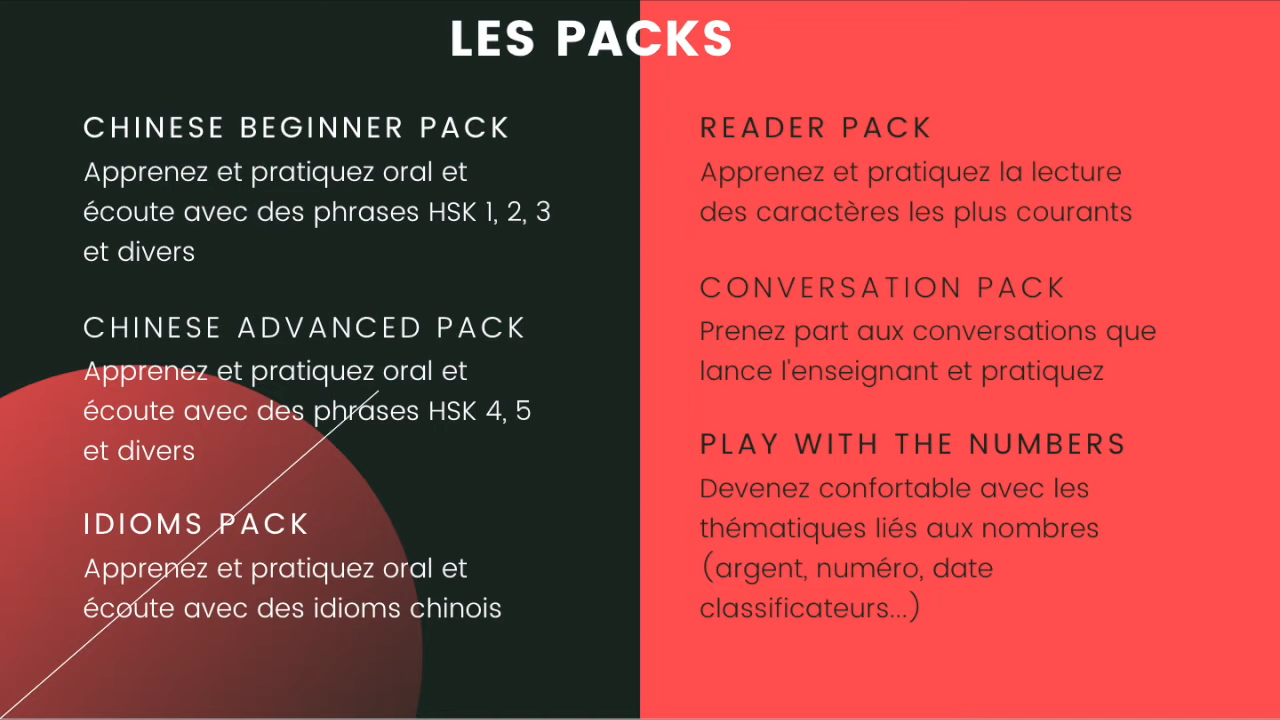 LES PACKS
CHINESE BEGINNER PACK
Apprenez et pratiquez oral et
écoute avec des phrases HSK 1, 2, 3
et divers
CHINESE ADVANCED PACK
Apprenez et pratiquez oral et
écoute avec des phrases HSK 4, 5
et divers
IDIOMS PACK
Apprenez et pratiquez oral et
écoute avec des idioms chinois
READER PACK
Apprenez et pratiquez la lecture
des caractères les plus courants
CONVERSATION PACK
Prenez part aux conversations que
lance l'enseignant et pratiquez
PLAY WITH THE NUMBERS
Devenez confortable avec les
thématiques liés aux nombres
(argent, numéro, date
classificateurs...)